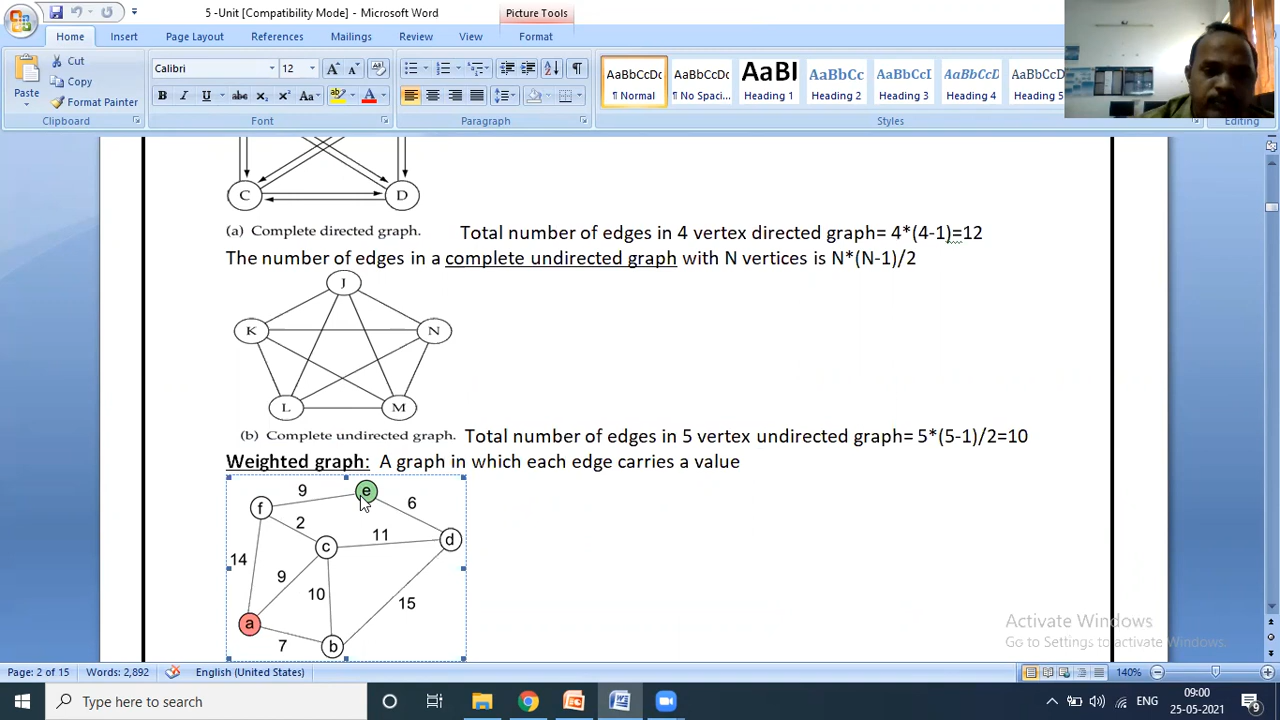 5 -Unit [Compatibility Mode] - Microsoft Word
Picture Tools
Home Insert Page Layout References Mailings Review View Format
Paste
Cut
Copy
Format Painter
Clipboard
Calibri 12
Font
Paragraph
AaBbCcDc AaBbCcDc AaBl AaBbCc AaBbCcI AaBbCcD AaBbCcDc
¶ Normal ¶ No Spaci... Heading 1 Heading 2 Heading 3 Heading 4 Heading 5
Styles
Editing
C D
(a) Complete directed graph. Total number of edges in 4 vertex directed graph= 4*(4-1)=12
The number of edges in a complete undirected graph with N vertices is N*(N-1)/2
J
K N
L M
(b) Complete undirected graph. Total number of edges in 5 vertex undirected graph= 5*(5-1)/2=10
Weighted graph: A graph in which each edge carries a value
9 e
f 6
2
c 11 d
14
9
10 15
a
7 b
Activate Windows
Go to Settings to activate Windows.
Page: 2 of 15 Words: 2,892 English (United States) 140%
Type here to search
ENG
09:00
25-05-2021
9